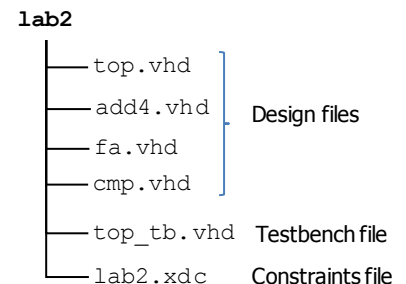 lab2
top.vhd
add4.vhd
Design files
fa.vhd
cmp.vhd
top_tb.vhd Testbench file
lab2.xdc Constraints file